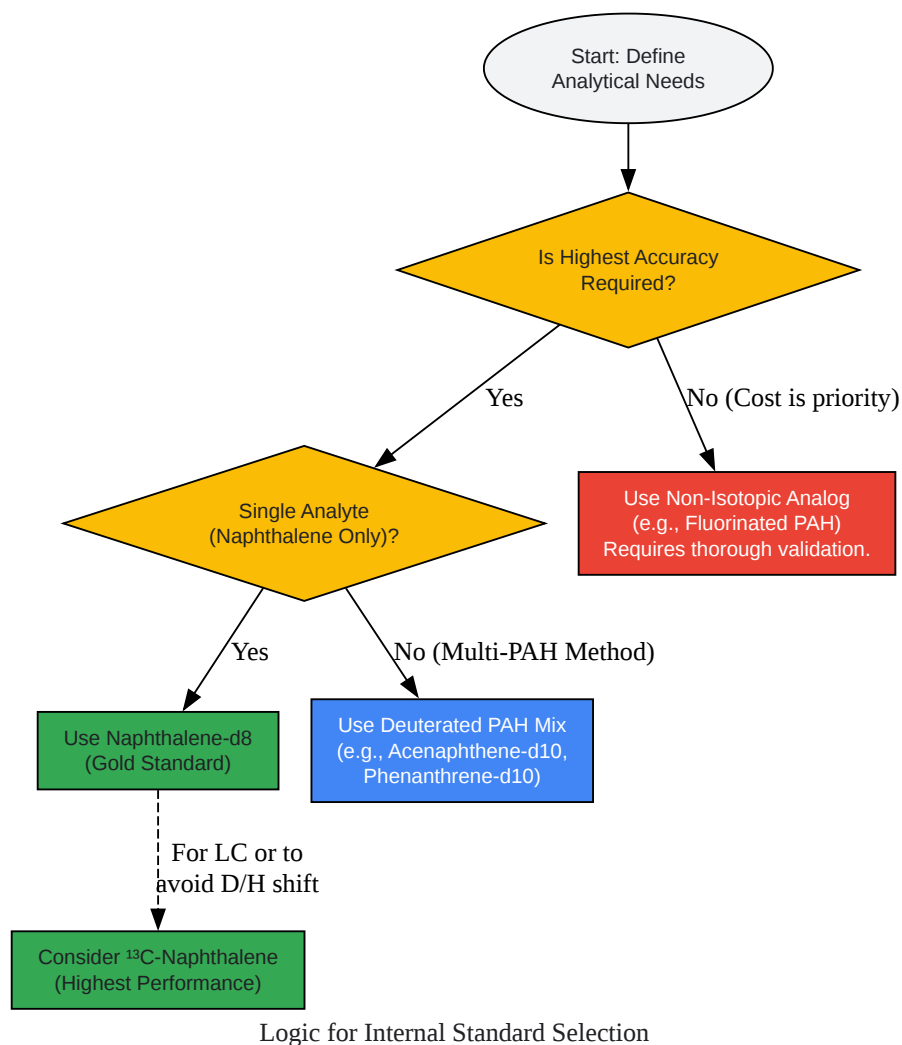 Start: Define
Analytical Needs
Is Highest Accuracy
Required?
Yes
No (Cost is priority)
Single Analyte
(Naphthalene Only)?
Use Non-Isotopic Analog
(e.g., Fluorinated PAH)
Requires thorough validation.
Yes
No (Multi-PAH Method)
Use Naphthalene-d8
(Gold Standard)
Use Deuterated PAH Mix
(e.g., Acenaphthene-d10,
Phenanthrene-d10)
For LC or to
avoid D/H shift
Consider ¹³C-Naphthalene
(Highest Performance)
Logic for Internal Standard Selection